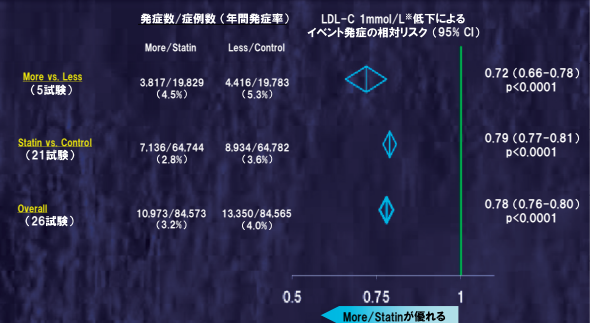 発症数/症例数（年間発症率）
LDL-C 1mmol/L※低下による
イベント発症の相対リスク（95% CI）
More/Statin
Less/Control
More vs. Less
（5試験）
3.817/19.829
（4.5%）
4,416/19.783
（5.3%）
0.72（0.66-0.78）
p<0.0001
Statin vs. Control
（21試験）
7.136/64,744
（2.8%）
8,934/64,782
（3.6%）
0.79（0.77-0.81）
p<0.0001
Overall
（26試験）
10,973/84,573
（3.2%）
13,350/84,565
（4.0%）
0.78（0.76-0.80）
p<0.0001
0.5
0.75
1
More/Statinが優れる